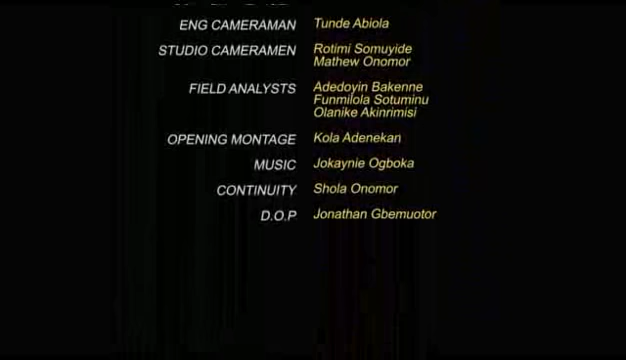 ENG CAMERAMAN Tunde Abiola
STUDIO CAMERAMEN Rotimi Somuyide
Mathew Onomor
FIELD ANALYSTS Adedoyin Bakenne
Funmilola Sotuminu
Olanike Akinrimisi
OPENING MONTAGE Kola Adenekan
MUSIC Jokaynie Ogboka
CONTINUITY Shola Onomor
D.O.P Jonathan Gbemuotor